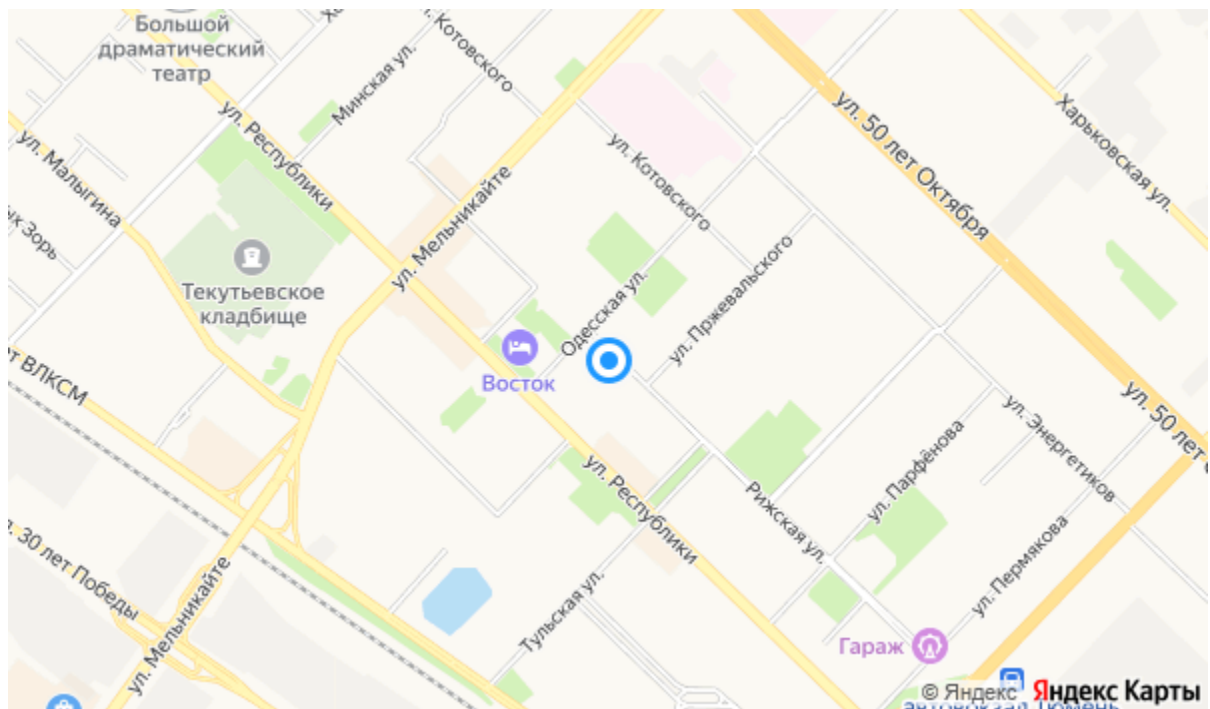 Большой
драматический
театр
ул. Котовского
Минская ул.
ул. Республики
ул. Малыгина
ул. Мельникайте
ул. 50 лет Октября
Харьковская ул.
ул. Котовского
Текутьевское
кладбище
Одесская ул.
ул. Пржевальского
Восток
ВЛКСМ
ул. 50 лет
ул. Энергетиков
ул. Парфёнова
ул. Республики
Рижская ул.
30 лет Победы
ул. Мельникайте
Тульская ул.
ул. Пермякова
Гараж
© Яндекс Яндекс Карты
автовокзал Тюмень